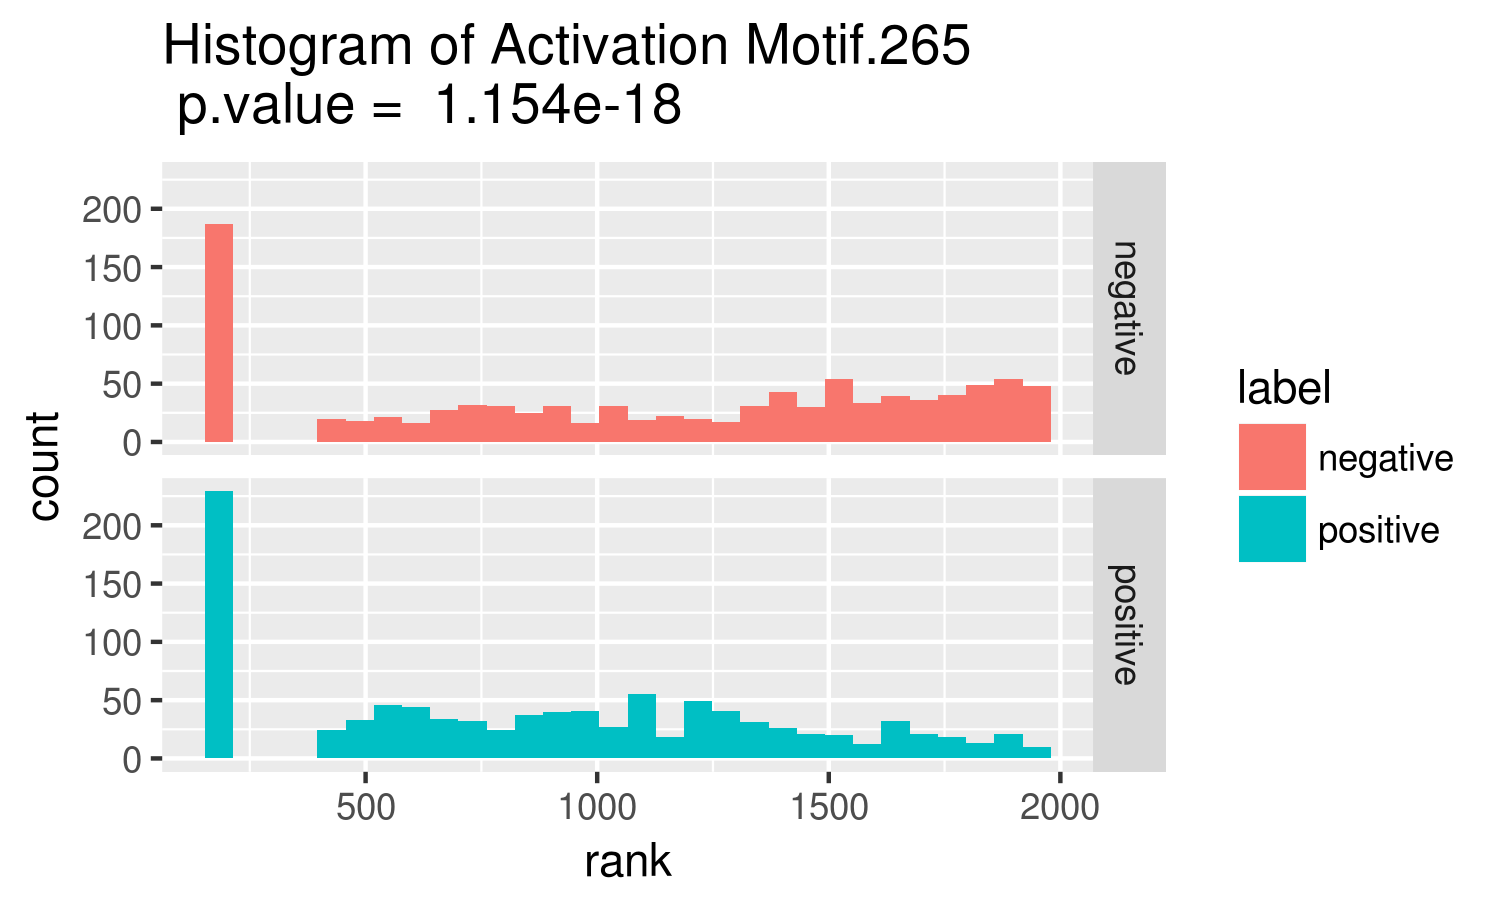 Histogram of Activation Motif.265
p.value = 1.154e-18
200
150
100
50
0
negative
200
150
100
50
0
positive
count
500 1000 1500 2000
rank
label
negative
positive